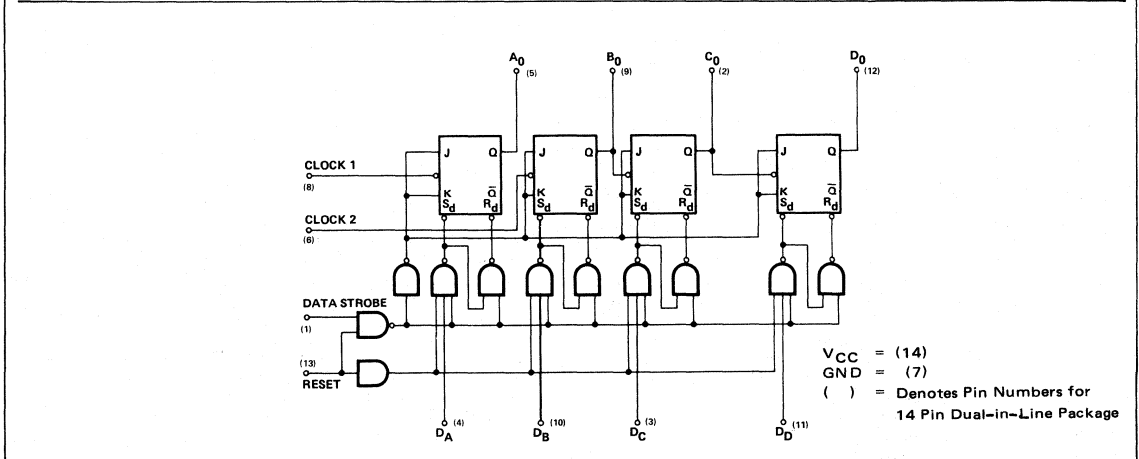 A0 (5)
B0 (9)
C0 (2)
D0 (12)
J Q
J Q
J Q
J Q
CLOCK 1
(8)
K Q̅
Sd Rd
K Q̅
Sd Rd
K Q̅
Sd Rd
K Q̅
Sd Rd
CLOCK 2
(6)
DATA STROBE
(1)
(13)
RESET
VCC = (14)
GND = (7)
( ) = Denotes Pin Numbers for
14 Pin Dual-in-Line Package
DA (4)
DB (10)
DC (3)
DD (11)